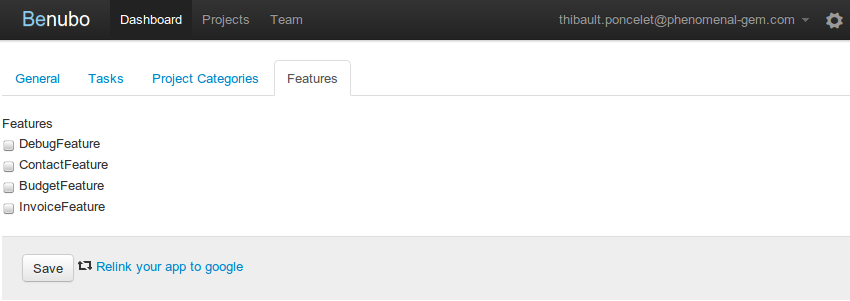 Benubo Dashboard Projects Team thibault.poncelet@phenomenal-gem.com
General Tasks Project Categories Features
Features
DebugFeature
ContactFeature
BudgetFeature
InvoiceFeature
Save Relink your app to google